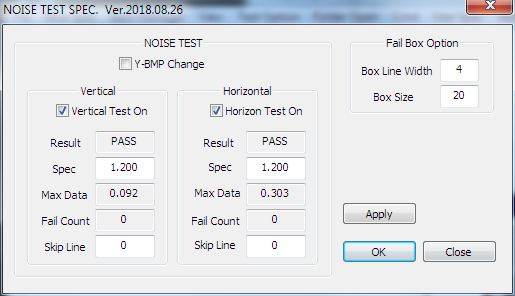 NOISE TEST SPEC.  Ver.2018.08.26
NOISE TEST
Y-BMP Change
Vertical
Vertical Test On
Result PASS
Spec 1.200
Max Data 0.092
Fail Count 0
Skip Line 0
Horizontal
Horizon Test On
Result PASS
Spec 1.200
Max Data 0.303
Fail Count 0
Skip Line 0
Fail Box Option
Box Line Width 4
Box Size 20
Apply
OK Close